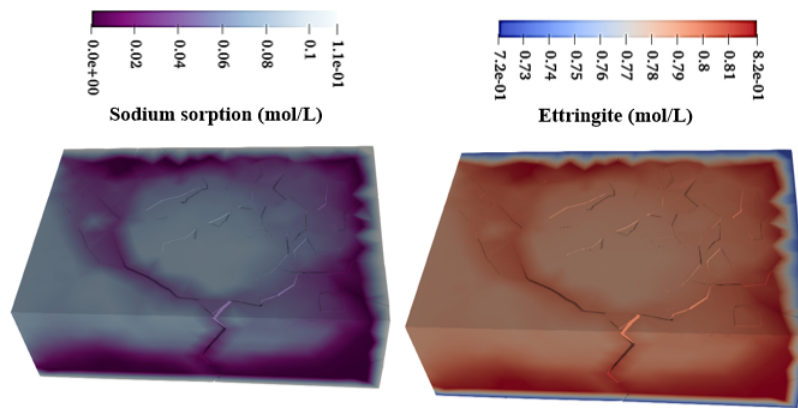 0.0e+00 0.02 0.04 0.06 0.08 0.1 1.1e-01
Sodium sorption (mol/L)
7.2e-01 0.73 0.74 0.75 0.76 0.77 0.78 0.79 0.8 0.81 8.2e-01
Ettringite (mol/L)